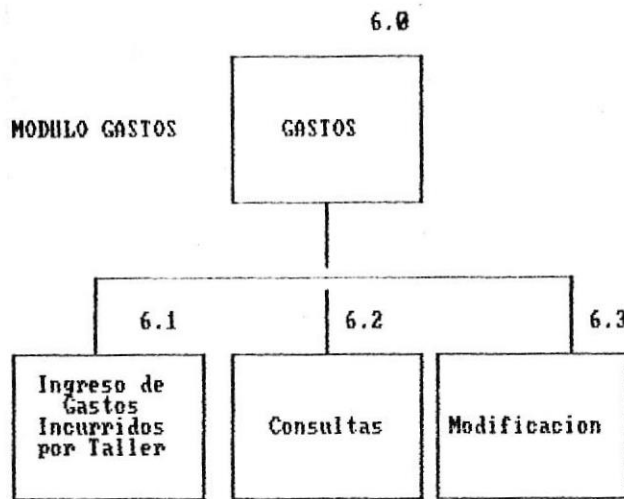 6.0
MODULO GASTOS
GASTOS
6.1
6.2
6.3
Ingreso de
Gastos
Incurridos
por Taller
Consultas
Modificacion